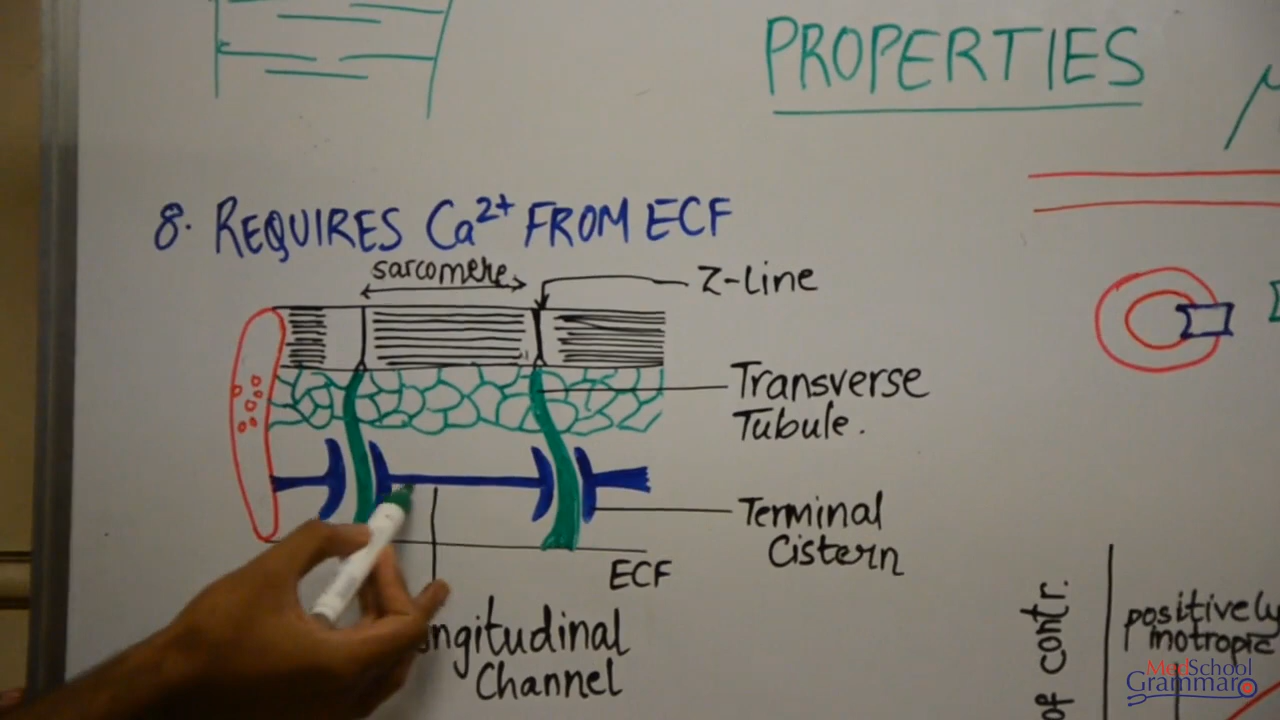 PROPERTIES
8. REQUIRES Ca²⁺ FROM ECF
sarcomere
Z-Line
Transverse
Tubule.
Terminal
Cistern
ECF
Channel
of contr.
positively
inotropic
MedSchool
Grammar